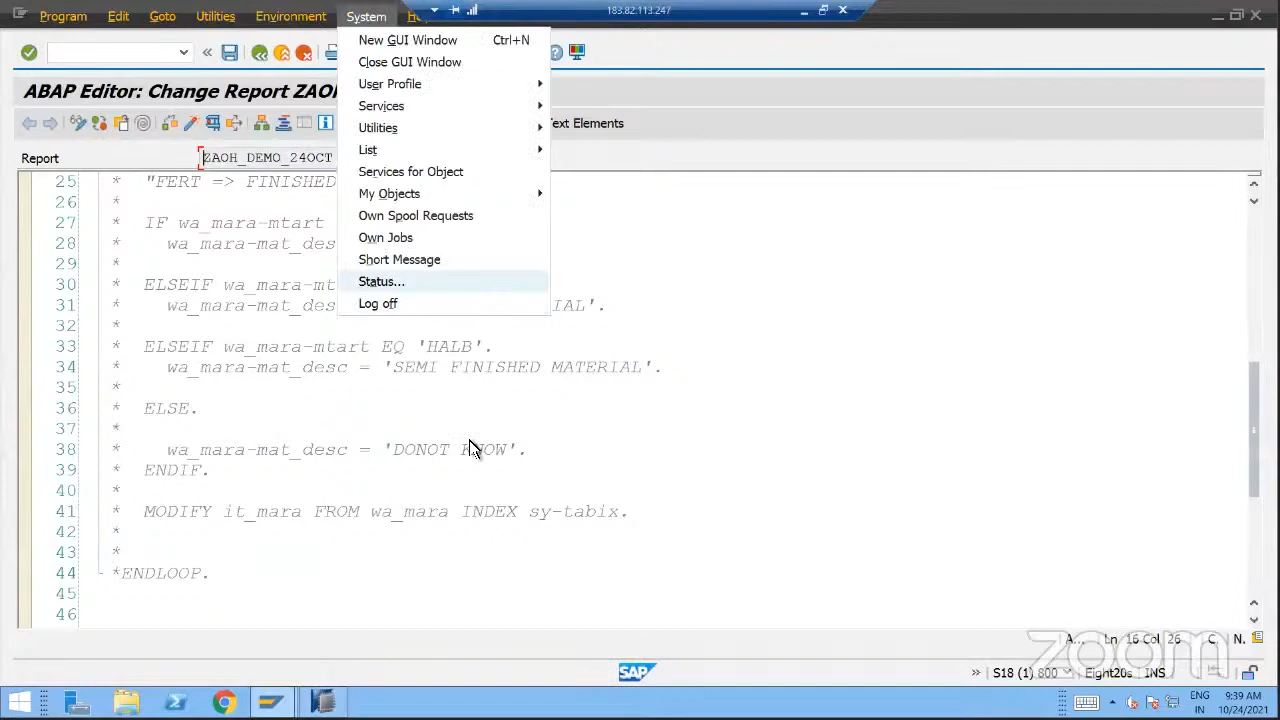 183.82.113.247
Program Edit Goto Utilities Environment System
New GUI Window Ctrl+N
Close GUI Window
User Profile
Services
Utilities
List
Services for Object
My Objects
Own Spool Requests
Own Jobs
Short Message
Status...
Log off
ABAP Editor: Change Report
Text Elements
Report ZAOH_DEMO_24OCT
25 * "FERT => FINISHED
26 *
27 * IF wa_mara-mtart
28 * wa_mara-mat_des
29 *
30 * ELSEIF wa_mara-mt
31 * wa_mara-mat_des IAL'.
32 *
33 * ELSEIF wa_mara-mtart EQ 'HALB'.
34 * wa_mara-mat_desc = 'SEMI FINISHED MATERIAL'.
35 *
36 * ELSE.
37 *
38 * wa_mara-mat_desc = 'DONOT KNOW'.
39 * ENDIF.
40 *
41 * MODIFY it_mara FROM wa_mara INDEX sy-tabix.
42 *
43 *
44 *ENDLOOP.
45
46
A... Ln 16 Col 26 C. N.
zoom
SAP
» S18 (1) 800 Eight20s INS
ENG 9:39 AM
IN 10/24/2021